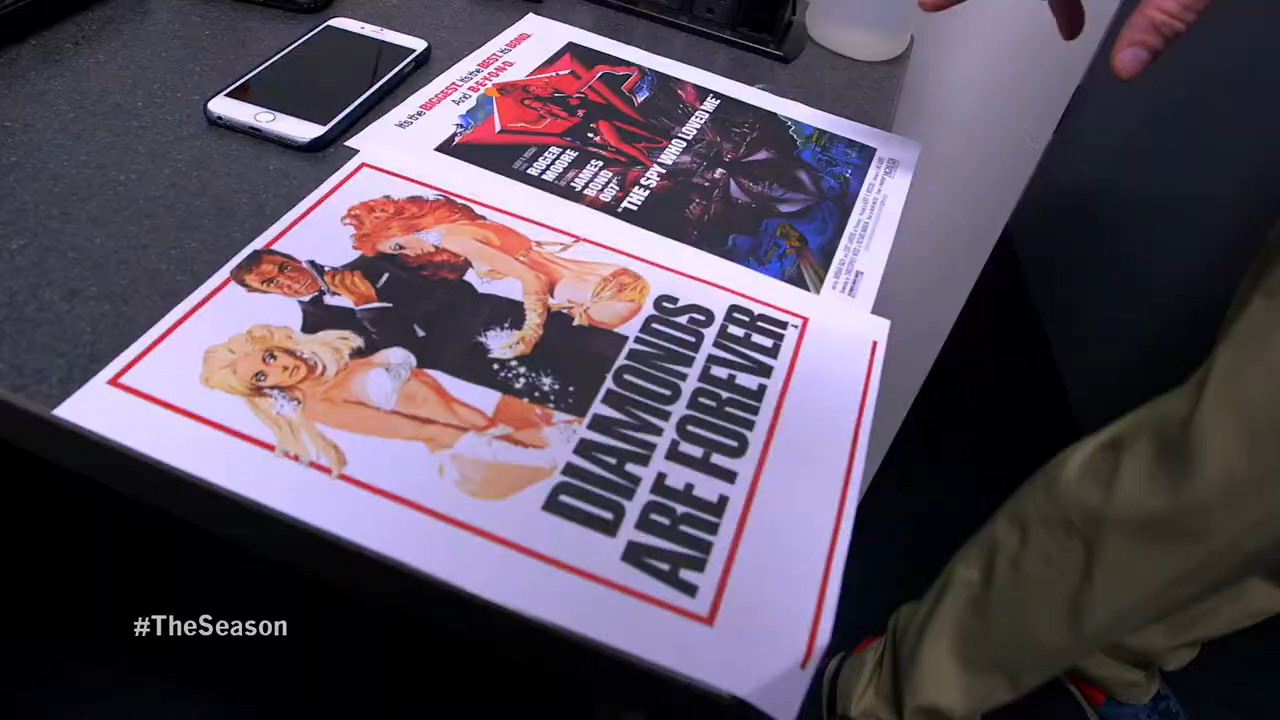 It's the BIGGEST. It's the BEST. It's BOND.
And B-E-Y-O-N-D.
ROGER
MOORE
JAMES
BOND
007
"THE SPY WHO LOVED ME"
DIAMONDS
ARE FOREVER
#TheSeason